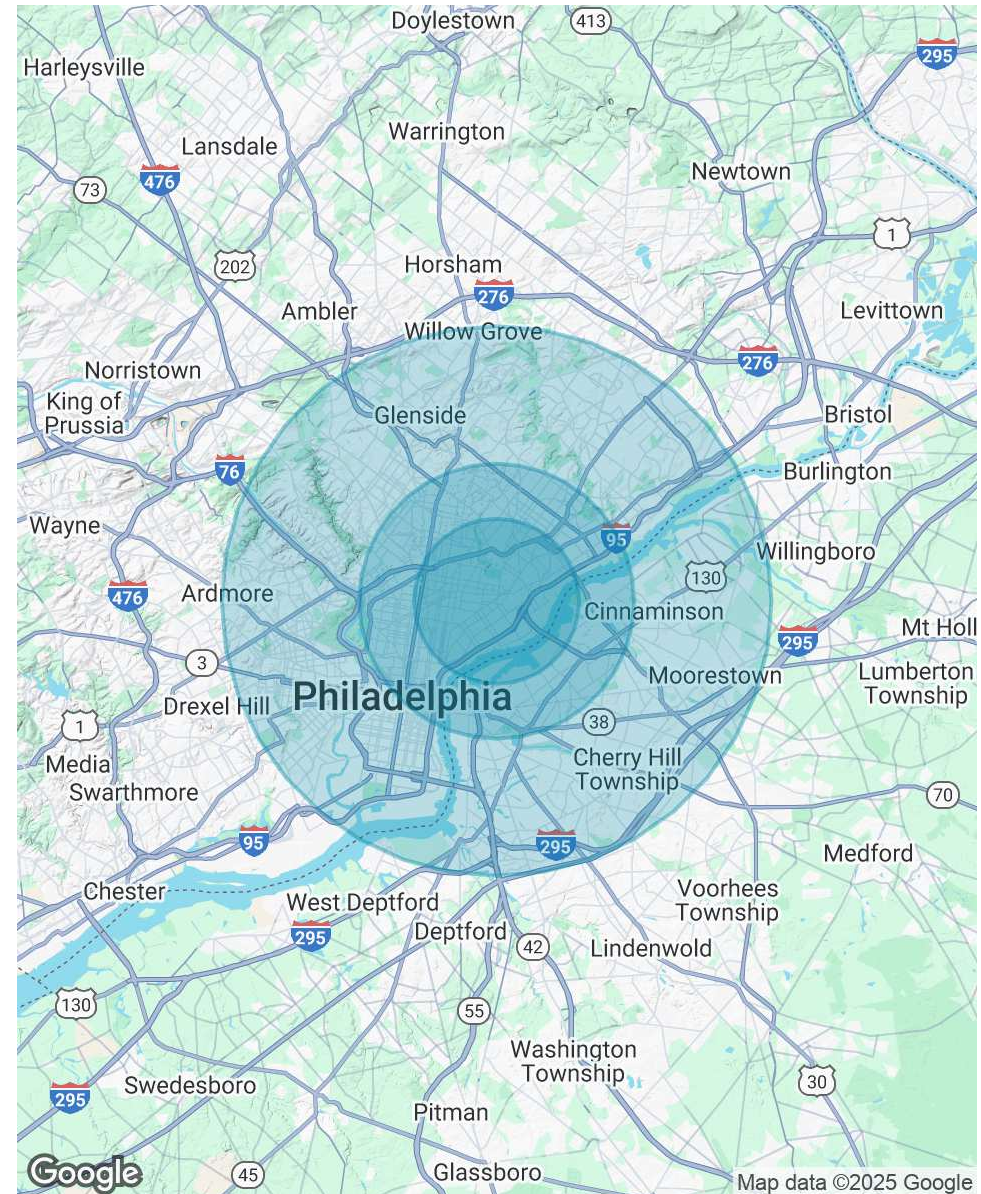 Doylestown
413
295
Harleysville
Warrington
Lansdale
476
Newtown
73
1
202
Horsham
276
Ambler
Levittown
Willow Grove
276
Norristown
King of
Prussia
Glenside
Bristol
76
Burlington
Wayne
95
Willingboro
130
476
Ardmore
Cinnaminson
295
Mt Holl
3
Moorestown
Lumberton
Township
Philadelphia
Drexel Hill
38
1
Media
Cherry Hill
Township
Swarthmore
70
95
295
Medford
Chester
West Deptford
Voorhees
Township
295
Deptford
42
Lindenwold
130
55
Washington
Township
30
Swedesboro
295
Pitman
Glassboro
45
Google
Map data ©2025 Google